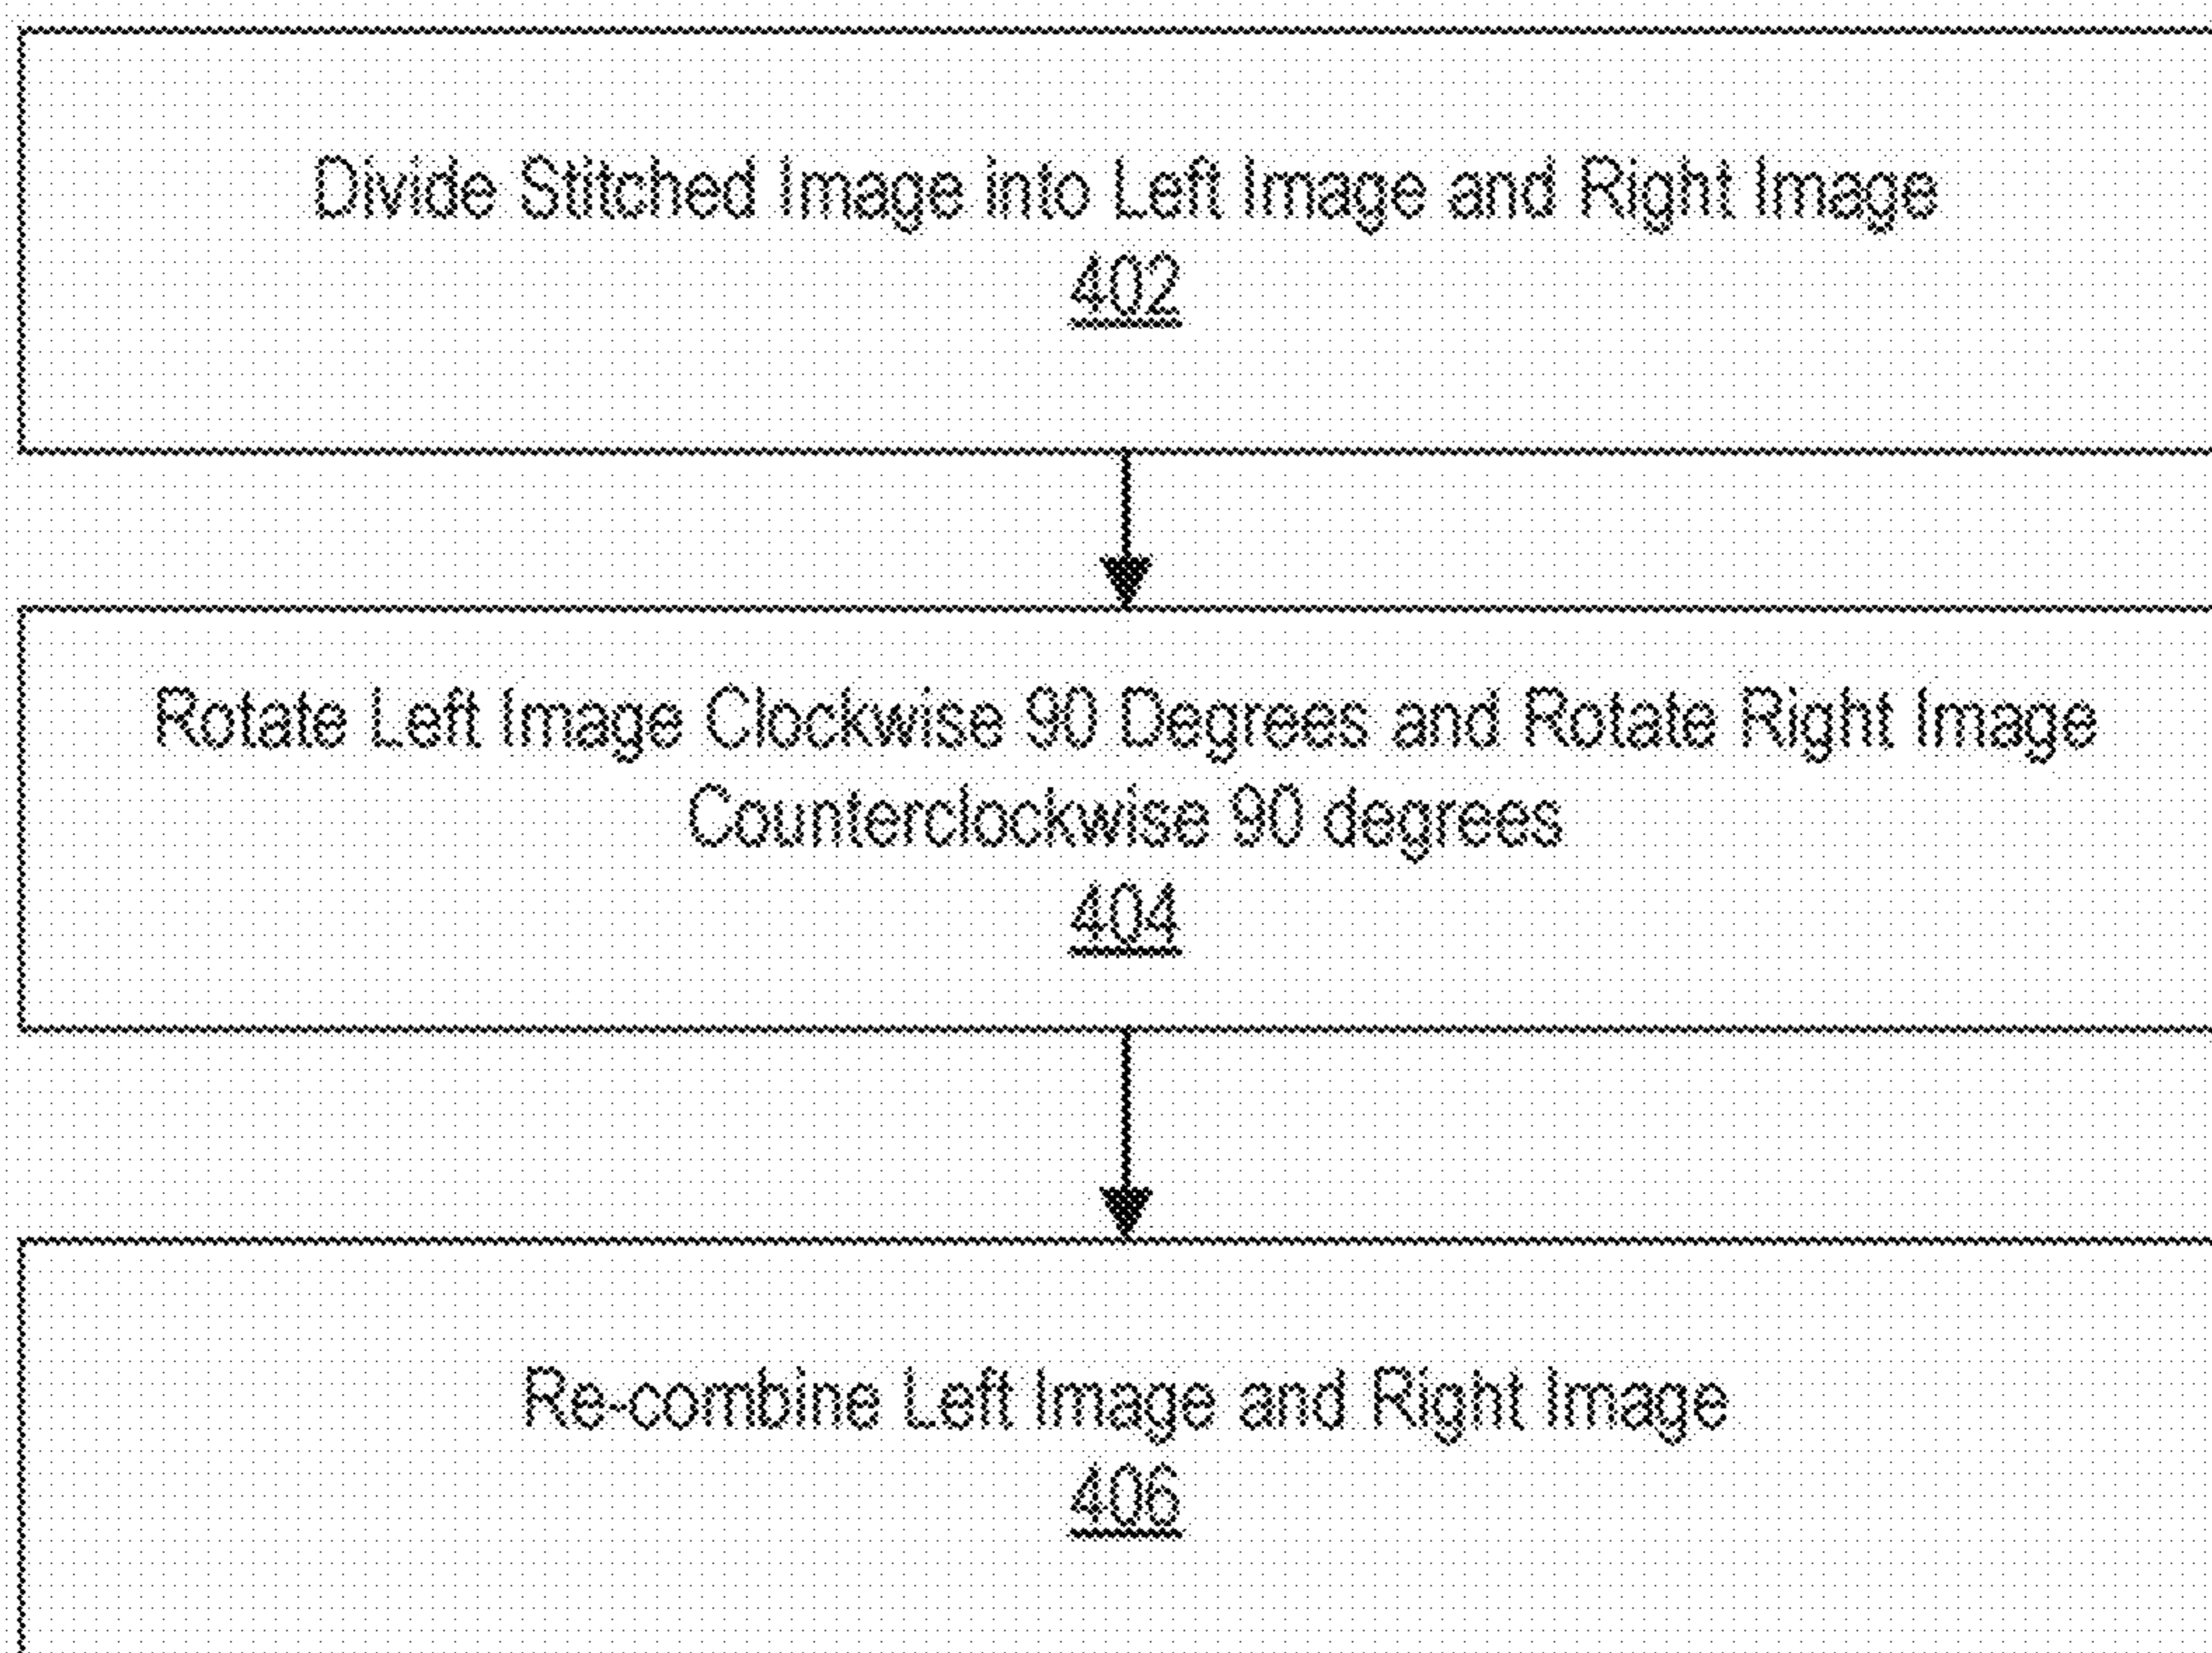 Divide Stitched Image into Left Image and Right Image
402
Rotate Left Image Clockwise 90 Degrees and Rotate Right Image
Counterclockwise 90 degrees
404
Re-combine Left Image and Right Image
406